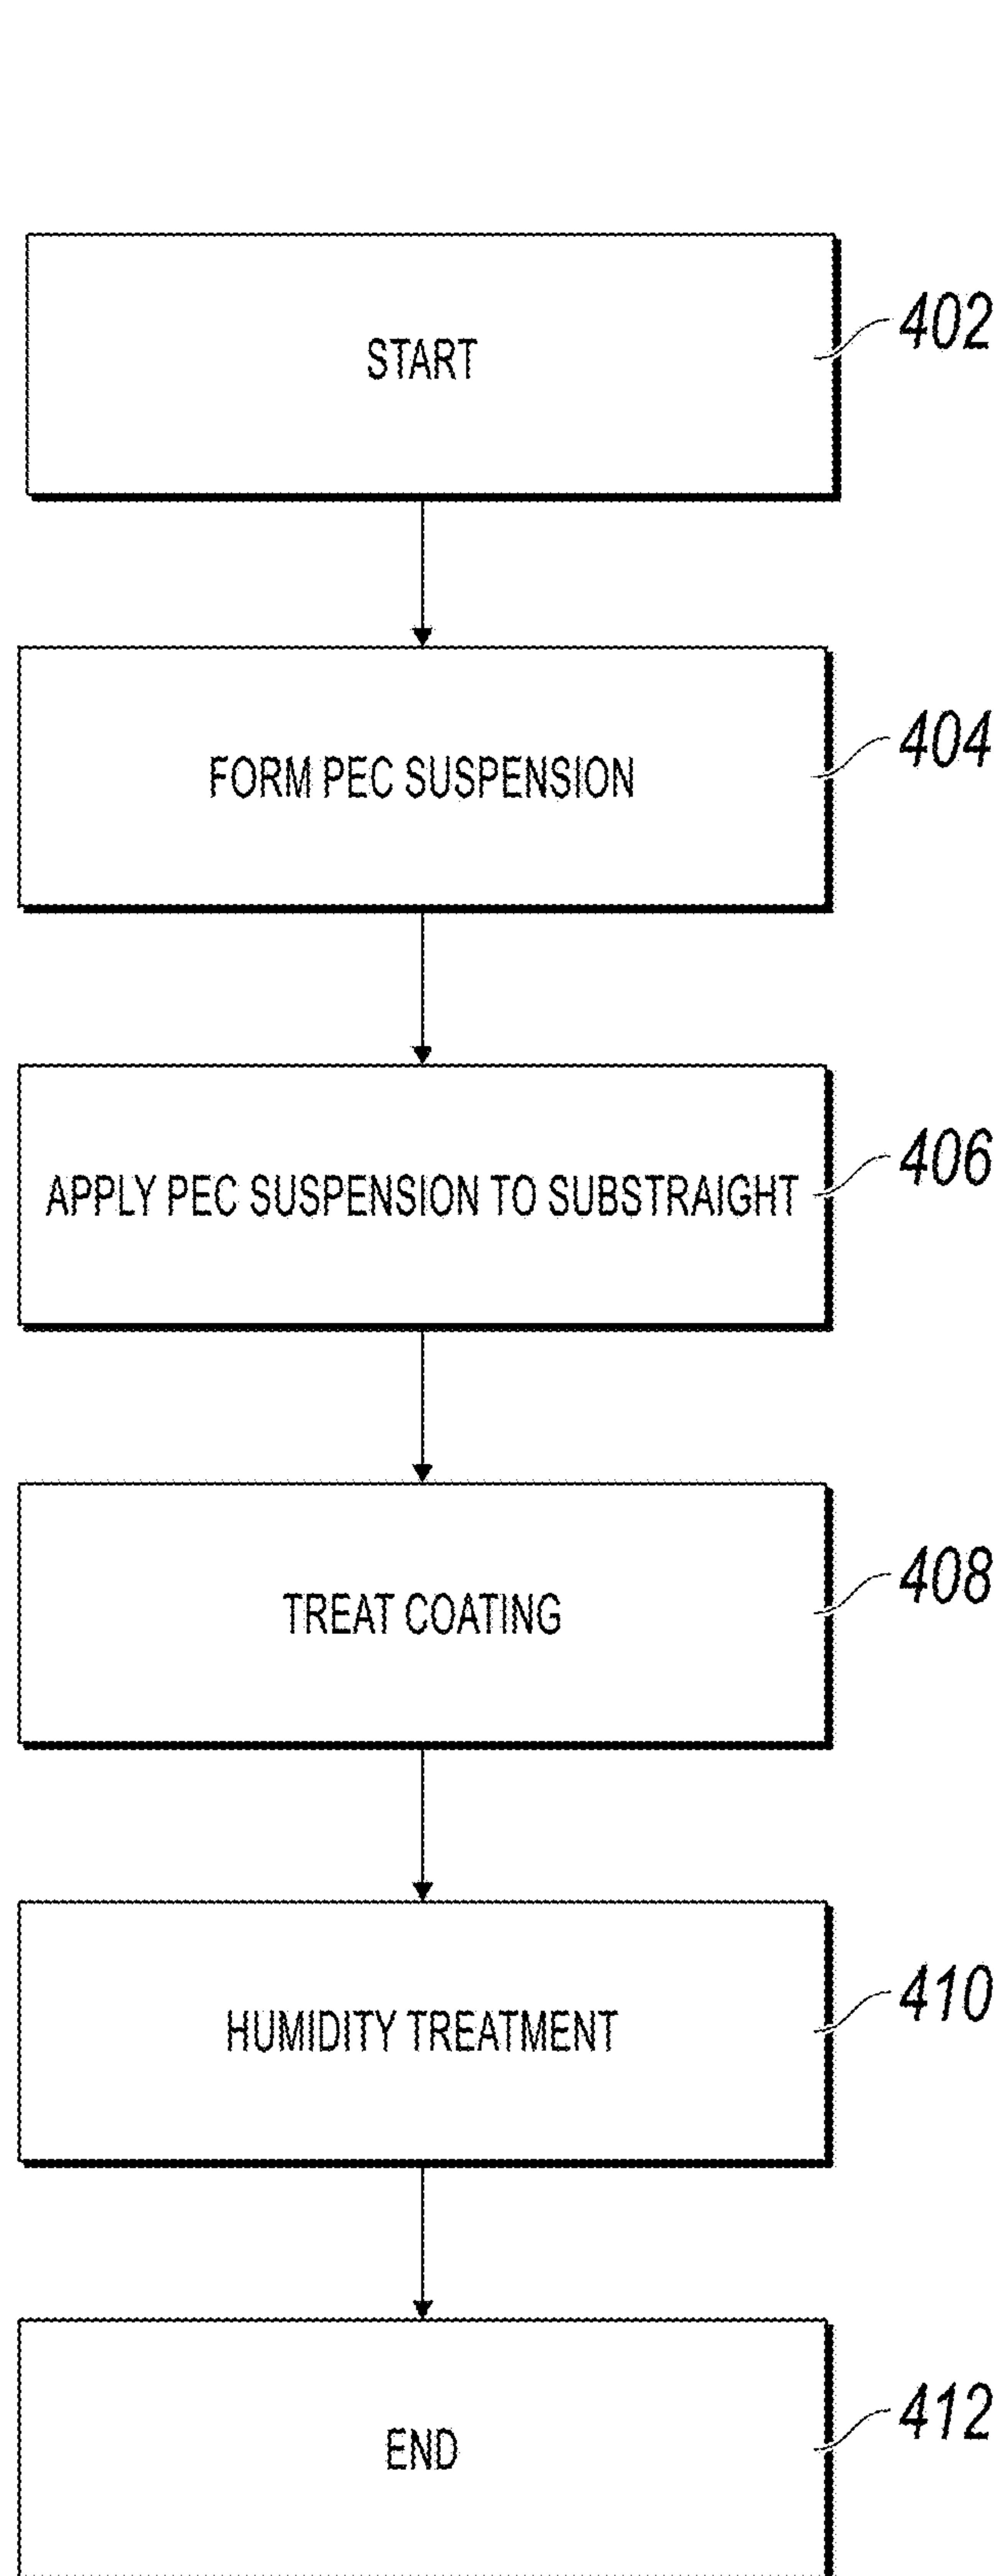 START
402
FORM PEC SUSPENSION
404
APPLY PEC SUSPENSION TO SUBSTRAIGHT
406
TREAT COATING
408
HUMIDITY TREATMENT
410
END
412